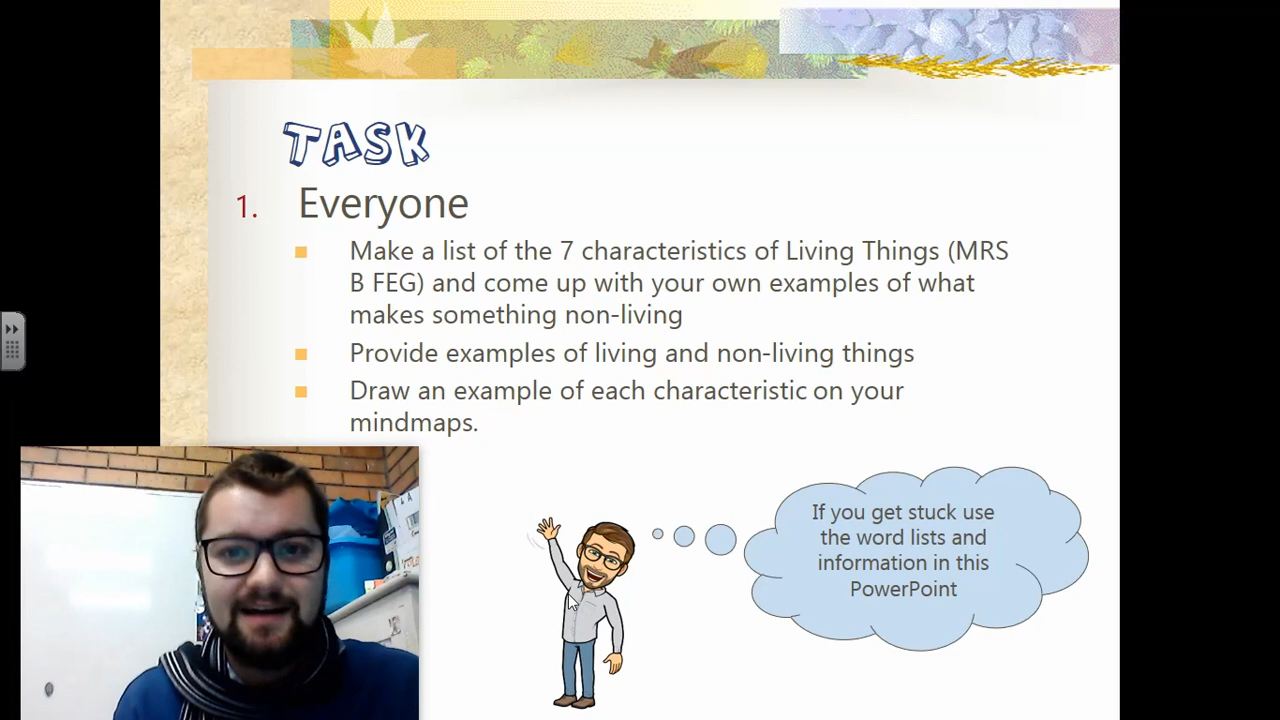 TASK
1. Everyone
Make a list of the 7 characteristics of Living Things (MRS
B FEG) and come up with your own examples of what
makes something non-living
Provide examples of living and non-living things
Draw an example of each characteristic on your
mindmaps.
If you get stuck use
the word lists and
information in this
PowerPoint